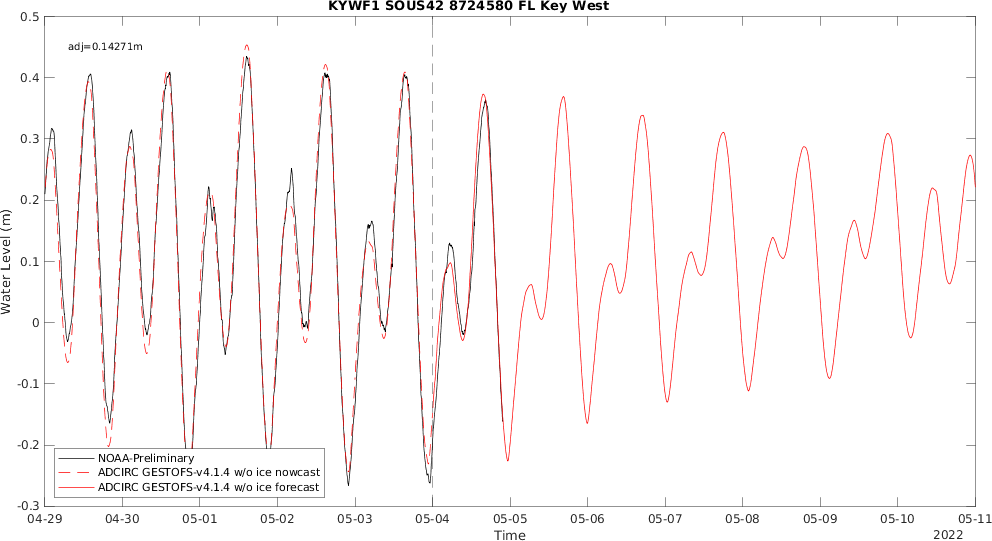 KYWF1 SOUS42 8724580 FL Key West
0.5
adj=0.14271m
0.4
0.3
0.2
0.1
0
-0.1
-0.2
-0.3
Water Level (m)
NOAA-Preliminary
ADCIRC GESTOFS-v4.1.4 w/o ice nowcast
ADCIRC GESTOFS-v4.1.4 w/o ice forecast
04-29 04-30 05-01 05-02 05-03 05-04 05-05 05-06 05-07 05-08 05-09 05-10 05-11
Time
2022